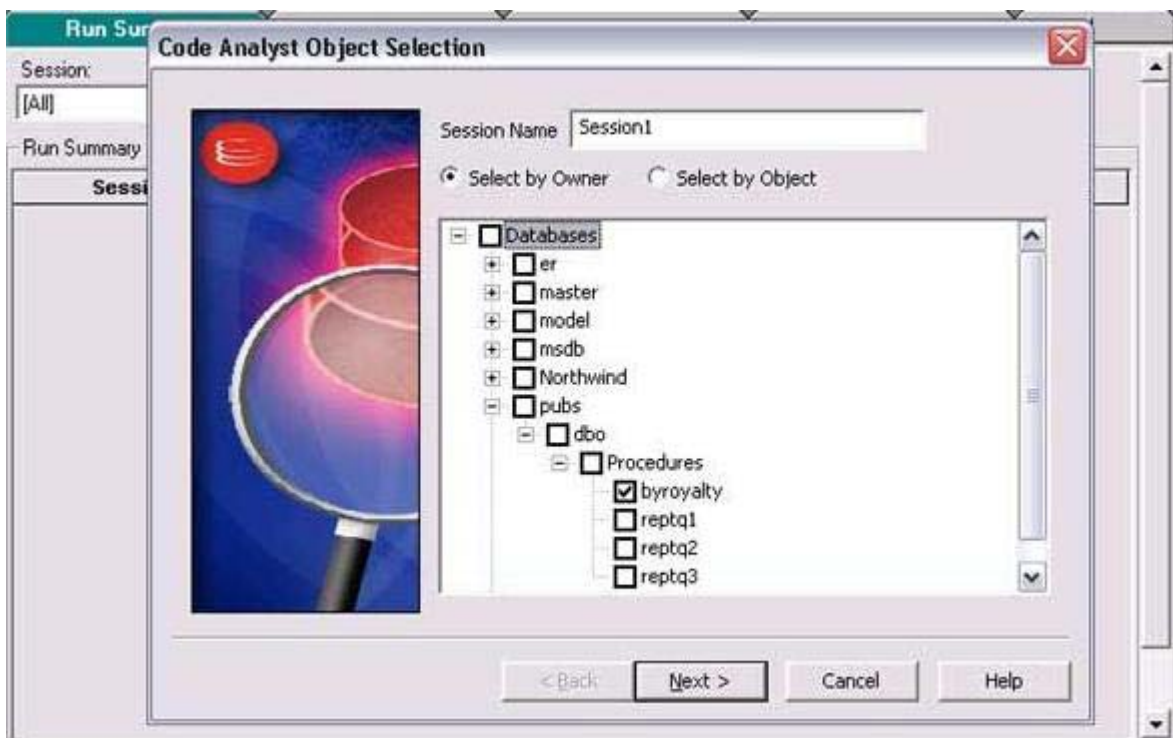 Run Sur
Code Analyst Object Selection
Session:
[All]
Run Summary
Sessi
Session Name Session1
Select by Owner Select by Object
Databases
er
master
model
msdb
Northwind
pubs
dbo
Procedures
byroyalty
reptq1
reptq2
reptq3
< Back Next > Cancel Help